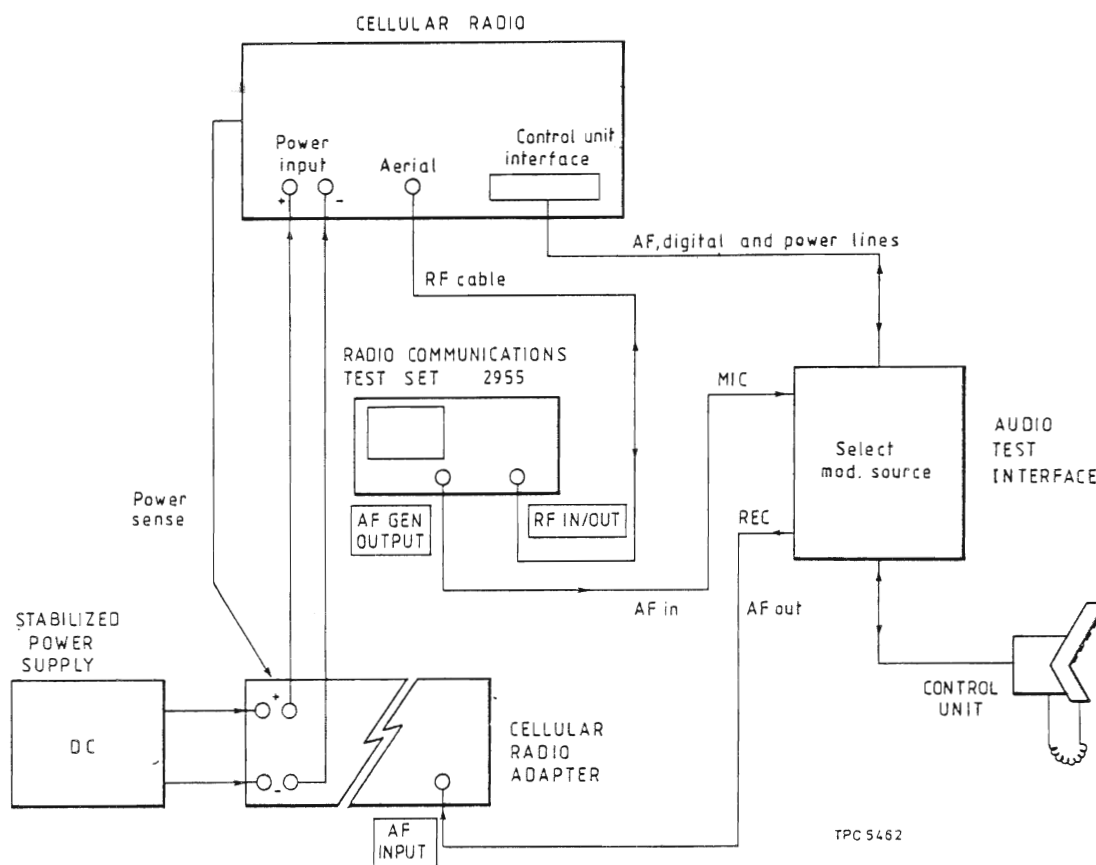 CELLULAR RADIO
Power
input
+
-
Aerial
Control unit
interface
AF, digital and power lines
RF cable
RADIO COMMUNICATIONS
TEST SET 2955
MIC
Select
mod. source
AUDIO
TEST
INTERFACE
Power
sense
AF GEN
OUTPUT
RF IN/OUT
REC
AF in
AF out
STABILIZED
POWER
SUPPLY
DC
+
-
CELLULAR
RADIO
ADAPTER
CONTROL
UNIT
AF
INPUT
TPC 5462